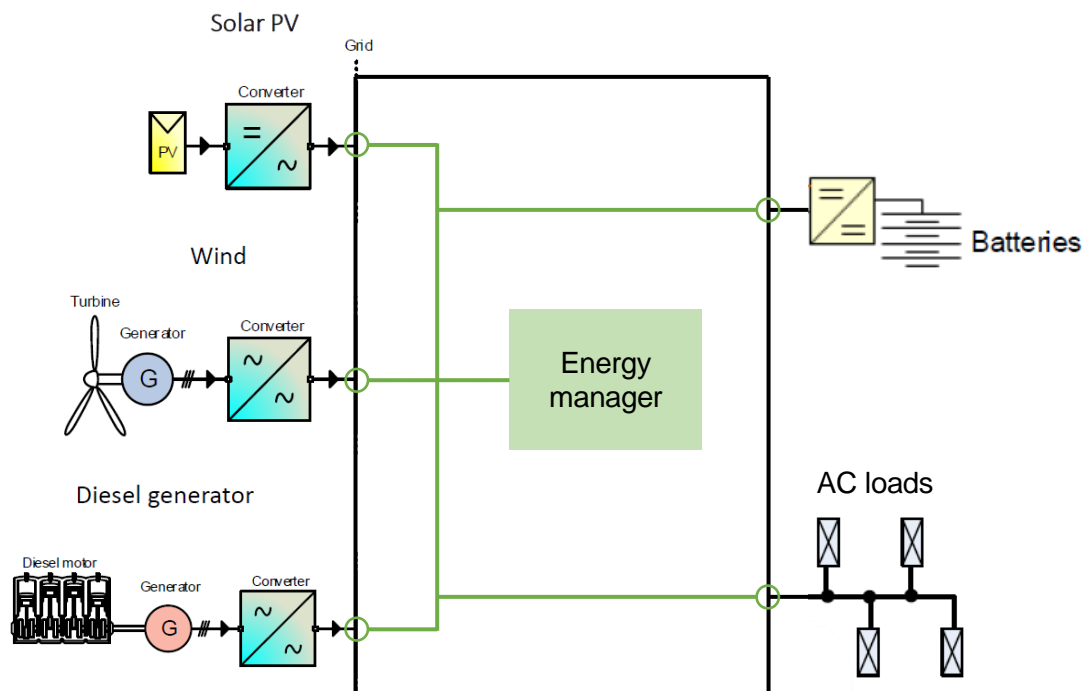 Solar PV
Grid
Converter
PV
Wind
Turbine
Generator
Converter
G
Energy
manager
Batteries
Diesel generator
AC loads
Diesel motor
Generator
Converter
G